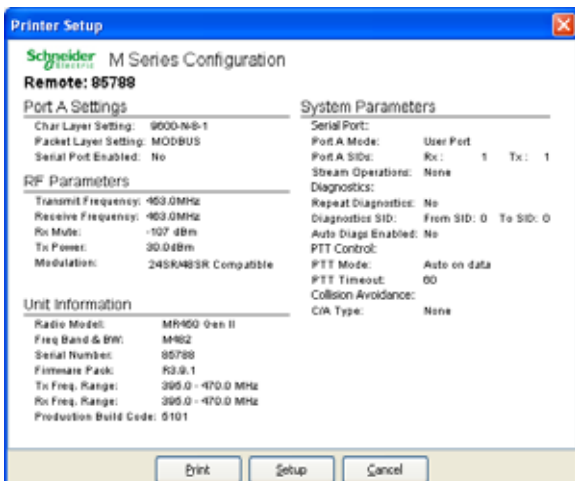 Printer Setup
Schneider Electric M Series Configuration
Remote: 85788
Port A Settings
Char Layer Setting: 9600-N-8-1
Packet Layer Setting: MODBUS
Serial Port Enabled: No
RF Parameters
Transmit Frequency: 463.0MHz
Receive Frequency: 463.0MHz
Rx Mute: -107 dBm
Tx Power: 30.0dBm
Modulation: 24SR/48SR Compatible
Unit Information
Radio Model: MR450 Gen II
Freq Band & BW: M482
Serial Number: 85788
Firmware Pack: R3.9.1
Tx Freq. Range: 395.0 - 470.0 MHz
Rx Freq. Range: 395.0 - 470.0 MHz
Production Build Code: 5101
System Parameters
Serial Port:
Port A Mode: User Port
Port A SIDs: Rx: 1 Tx: 1
Stream Operations: None
Diagnostics:
Repeat Diagnostics: No
Diagnostics SID: From SID: 0 To SID: 0
Auto Diags Enabled: No
PTT Control:
PTT Mode: Auto on data
PTT Timeout: 60
Collision Avoidance:
C/A Type: None
Print Setup Cancel